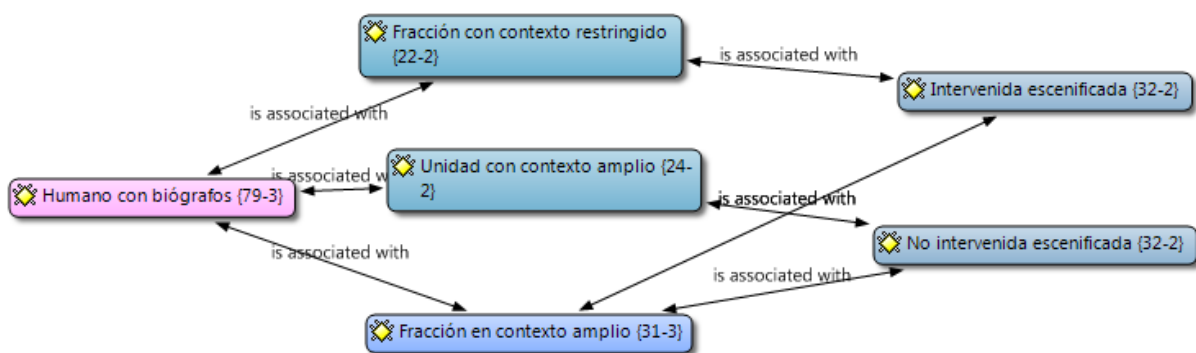 Fracción con contexto restringido
{22-2}
is associated with
Intervenida escenificada {32-2}
is associated with
Unidad con contexto amplio {24-
2}
is associated w
Humano con biógrafos {79-3}
is associated with
No intervenida escenificada {32-2}
is associated with
is associated with
Fracción en contexto amplio {31-3}